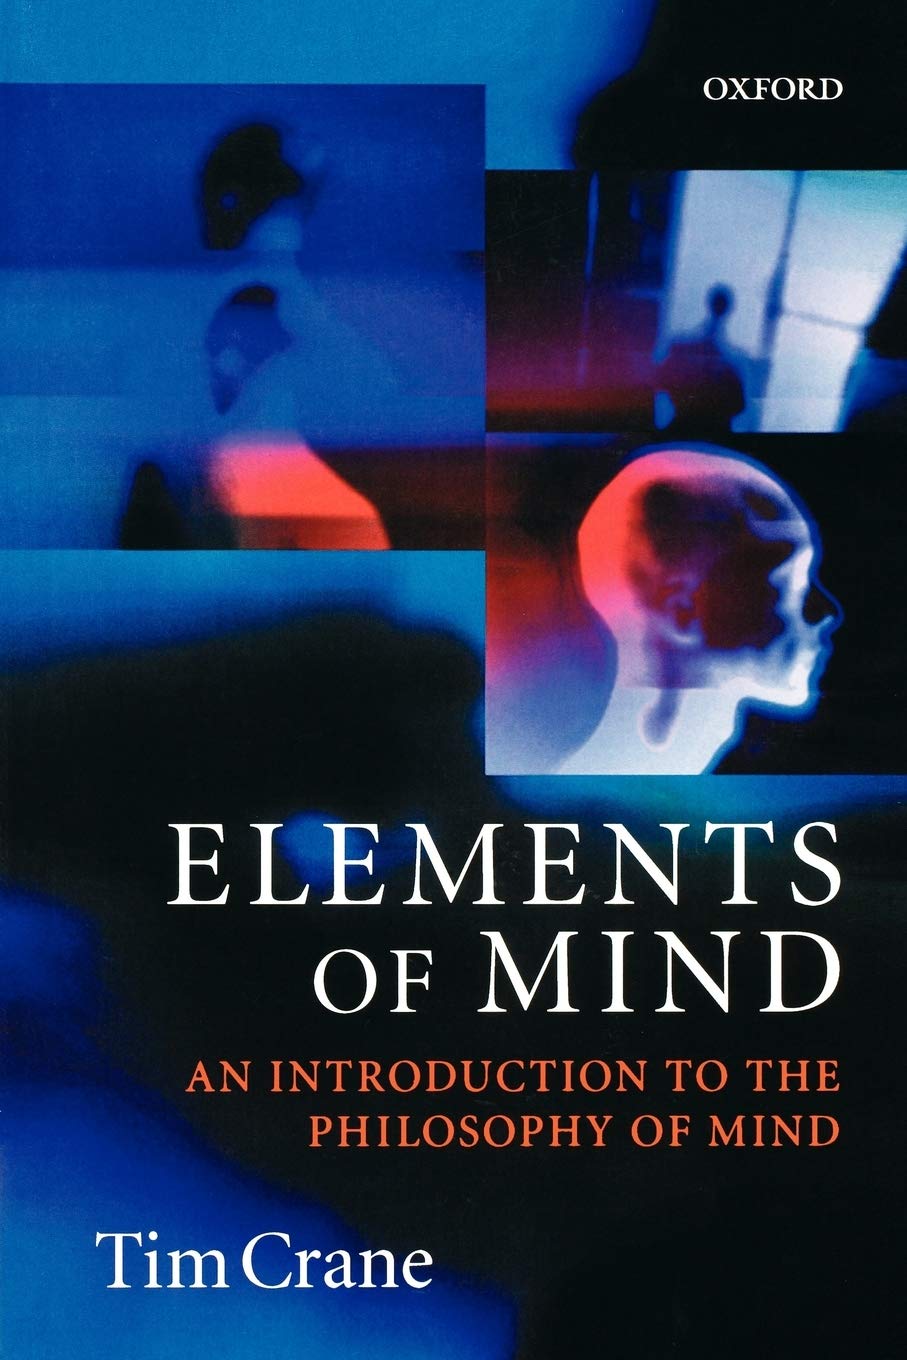 OXFORD
ELEMENTS
OF MIND
AN INTRODUCTION TO THE
PHILOSOPHY OF MIND
Tim Crane